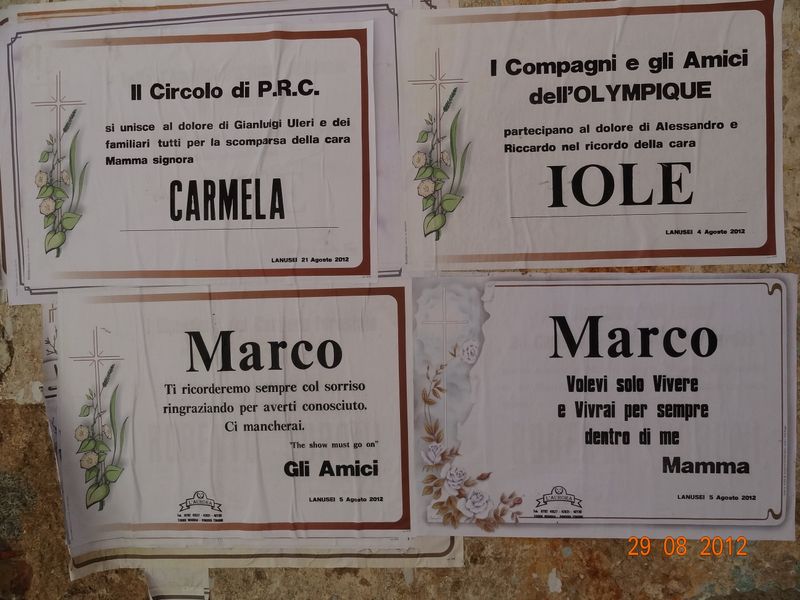 Il Circolo di P.R.C.
si unisce al dolore di Gianluigi Uleri e dei
familiari tutti per la scomparsa della cara
Mamma signora
CARMELA
LANUSEI 21 Agosto 2012
I Compagni e gli Amici
dell'OLYMPIQUE
partecipano al dolore di Alessandro e
Riccardo nel ricordo della cara
IOLE
LANUSEI 4 Agosto 2012
Marco
Ti ricorderemo sempre col sorriso
ringraziando per averti conosciuto.
Ci mancherai.
"The show must go on"
Gli Amici
L'AURORA
LANUSEI 5 Agosto 2012
Marco
Volevi solo Vivere
e Vivrai per sempre
dentro di me
Mamma
L'AURORA
LANUSEI 5 Agosto 2012
29 08 2012